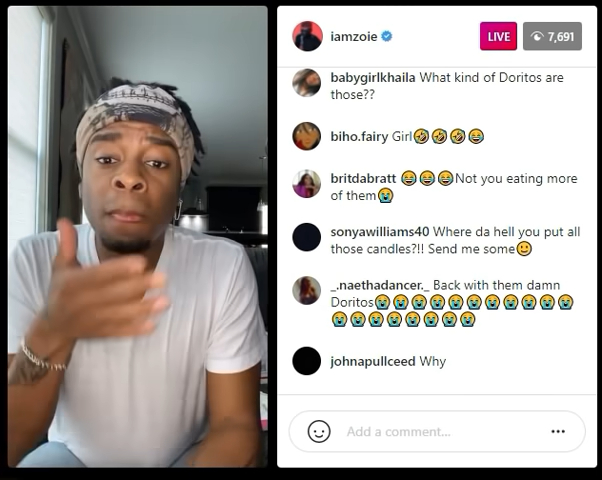 iamzoie
LIVE
7,691
babygirlkhaila What kind of Doritos are
those??
biho.fairy Girl🤣🤣🤣😂
britdabratt 😂😂😂Not you eating more
of them😭
sonyawilliams40 Where da hell you put all
those candles?!! Send me some🙂
_.naethadancer._ Back with them damn
Doritos😭😭😭😭😭😭😭😭😭😭😭
😭😭😭😭😭😭😭😭
johnapullceed Why
Add a comment...